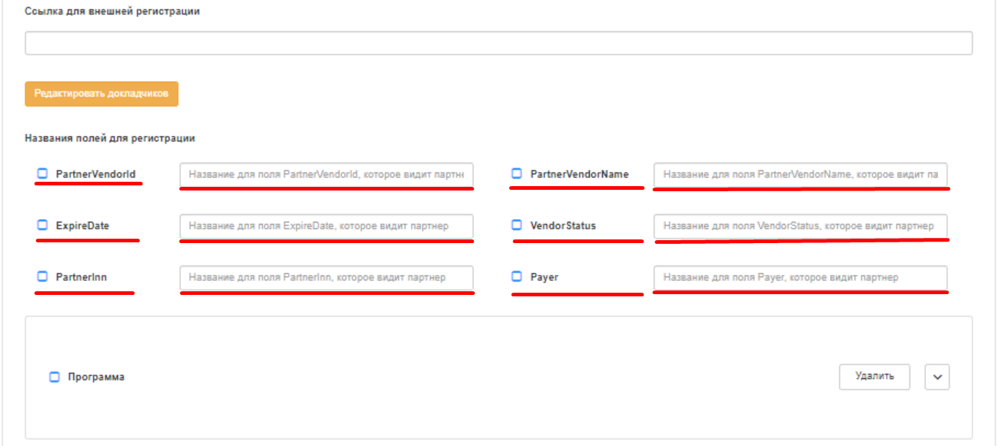 Ссылка для внешней регистрации
Редактировать докладчиков
Названия полей для регистрации
PartnerVendorId Название для поля PartnerVendorId, которое видит партне PartnerVendorName Название для поля PartnerVendorName, которое видит па
ExpireDate Название для поля ExpireDate, которое видит партнер VendorStatus Название для поля VendorStatus, которое видит партнер
PartnerInn Название для поля PartnerInn, которое видит партнер Payer Название для поля Payer, которое видит партнер
Программа Удалить